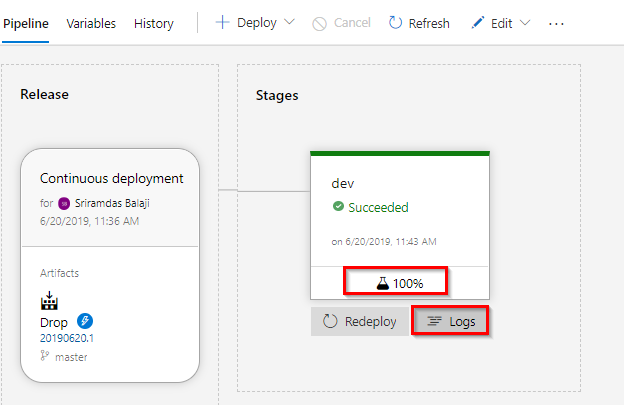 Pipeline Variables History Deploy Cancel Refresh Edit ...
Release
Continuous deployment
for Sriramdas Balaji
6/20/2019, 11:36 AM
Artifacts
Drop
20190620.1
master
Stages
dev
Succeeded
on 6/20/2019, 11:43 AM
100%
Redeploy Logs